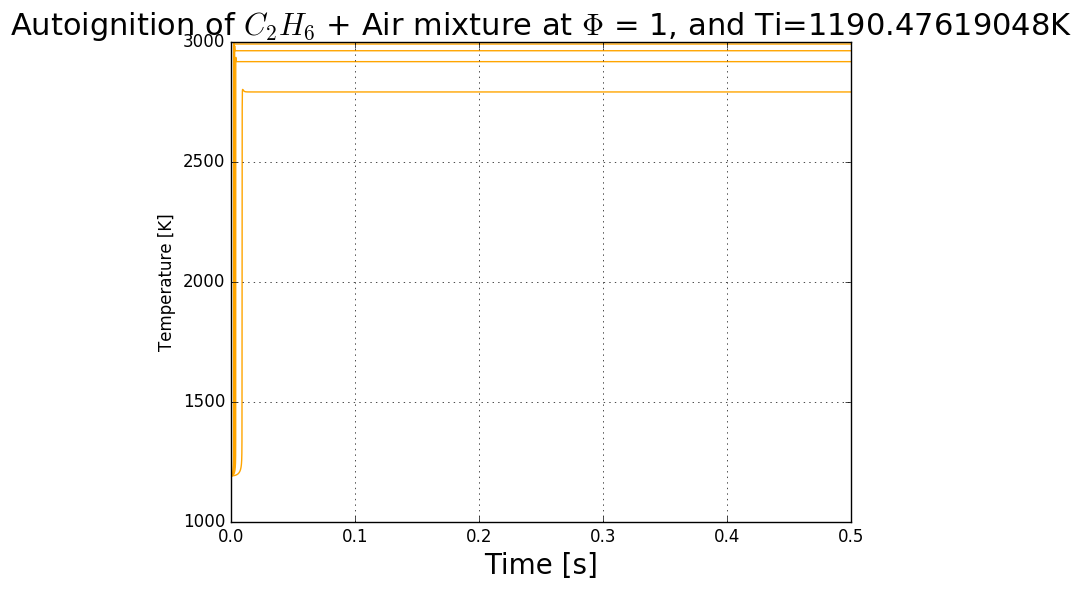 Autoignition of C₂H₆ + Air mixture at Φ = 1, and Ti=1190.47619048K
3000
2500
2000
1500
1000
Temperature [K]
0.0 0.1 0.2 0.3 0.4 0.5
Time [s]